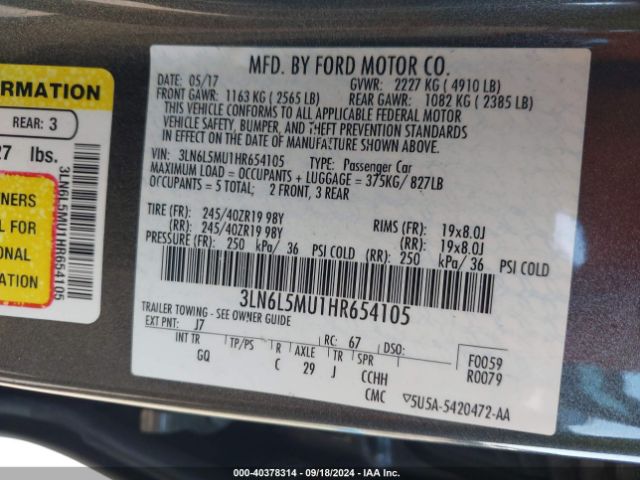 ORMATION
REAR: 3
27 lbs.
3LN6L5MU1HR654105
NERS
FOR
ONAL
ATION
MFD. BY FORD MOTOR CO.
DATE: 05/17 GVWR: 2227 KG ( 4910 LB)
FRONT GAWR: 1163 KG ( 2565 LB) REAR GAWR: 1082 KG ( 2385 LB)
THIS VEHICLE CONFORMS TO ALL APPLICABLE FEDERAL MOTOR
VEHICLE SAFETY, BUMPER, AND THEFT PREVENTION STANDARDS
IN EFFECT ON THE DATE OF MANUFACTURE SHOWN ABOVE.
VIN: 3LN6L5MU1HR654105 TYPE: Passenger Car
MAXIMUM LOAD = OCCUPANTS + LUGGAGE = 375KG/ 827LB
OCCUPANTS = 5 TOTAL; 2 FRONT, 3 REAR
TIRE (FR): 245/40ZR19 98Y RIMS (FR): 19x8.0J
(RR): 245/40ZR19 98Y (RR): 19x8.0J
PRESSURE (FR): 250 kPa/ 36 PSI COLD (RR): 250 kPa/ 36 PSI COLD
3LN6L5MU1HR654105
TRAILER TOWING - SEE OWNER GUIDE
EXT PNT: J7 RC: 67 DSO: F0059
INT TR TP/PS R AXLE TR SPR R0079
GQ C 29 J CCHH
CMC 5U5A-5420472-AA
000-40378314 - 09/18/2024 - IAA Inc.